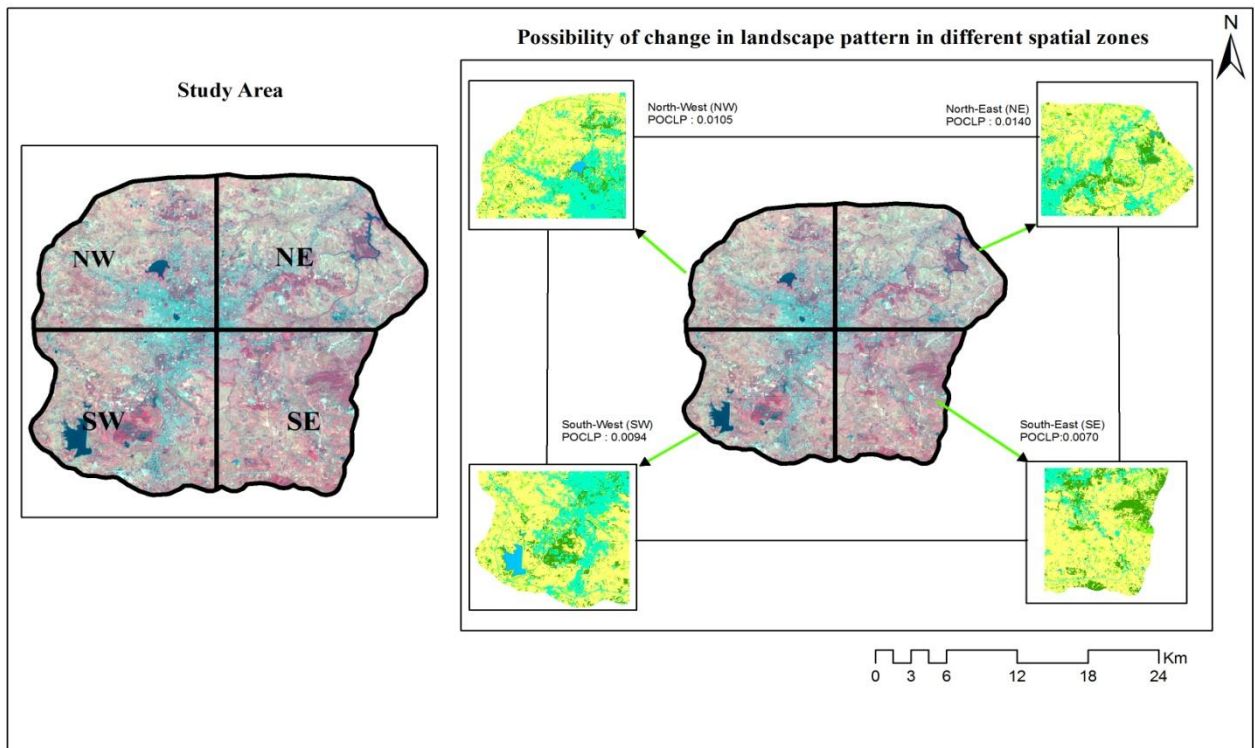 N
Possibility of change in landscape pattern in different spatial zones
Study Area
North-West (NW)
POCLP : 0.0105
North-East (NE)
POCLP : 0.0140
NW
NE
SW
SE
South-West (SW)
POCLP : 0.0094
South-East (SE)
POCLP:0.0070
Km
0 3 6 12 18 24